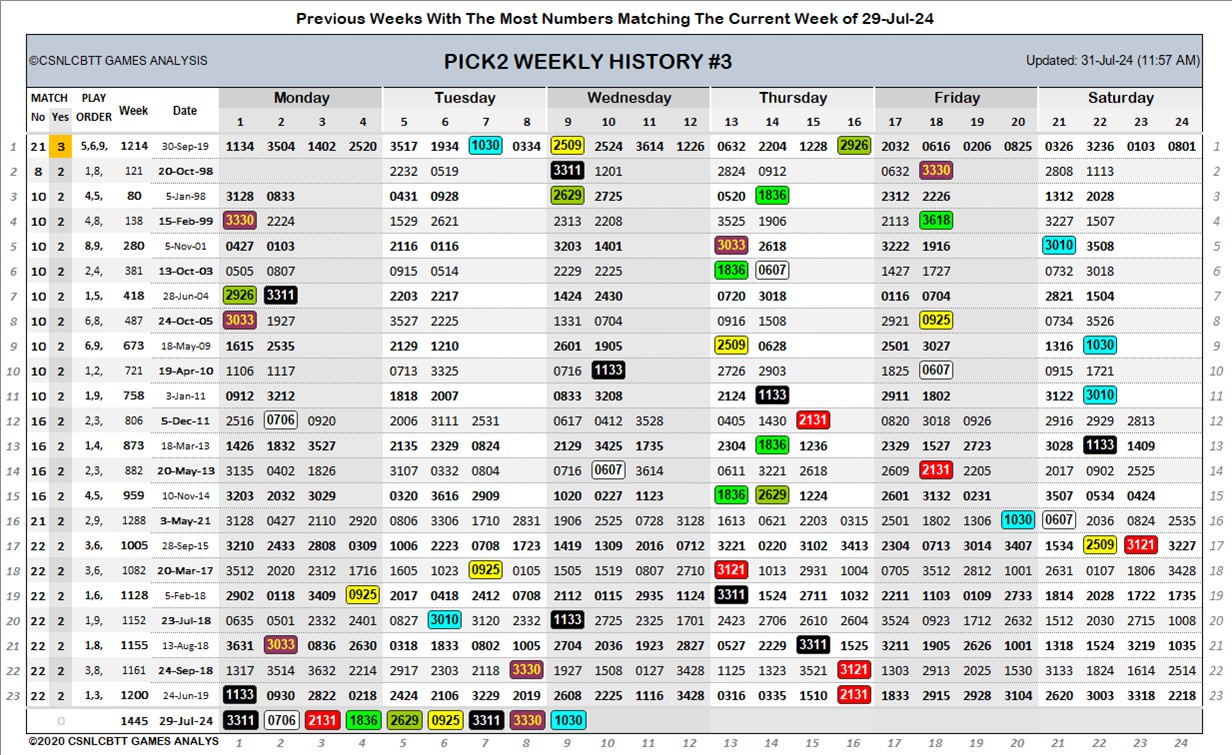 Previous Weeks With The Most Numbers Matching The Current Week of 29-Jul-24
©CSNLCBTT GAMES ANALYSIS PICK2 WEEKLY HISTORY #3 Updated: 31-Jul-24 (11:57 AM)
MATCH PLAY Week Date Monday Tuesday Wednesday Thursday Friday Saturday
No Yes ORDER 1 2 3 4 5 6 7 8 9 10 11 12 13 14 15 16 17 18 19 20 21 22 23 24
1 21 3 5,6,9, 1214 30-Sep-19 1134 3504 1402 2520 3517 1934 1030 0334 2509 2524 3614 1226 0632 2204 1228 2926 2032 0616 0206 0825 0326 3236 0103 0801 1
2 8 2 1,8, 121 20-Oct-98 2232 0519 3311 1201 2824 0912 0632 3330 2808 1113 2
3 10 2 4,5, 80 5-Jan-98 3128 0833 0431 0928 2629 2725 0520 1836 2312 2226 1312 2028 3
4 10 2 4,8, 138 15-Feb-99 3330 2224 1529 2621 2313 2208 3525 1906 2113 3618 3227 1507 4
5 10 2 8,9, 280 5-Nov-01 0427 0103 2116 0116 3203 1401 3033 2618 3222 1916 3010 3508 5
6 10 2 2,4, 381 13-Oct-03 0505 0807 0915 0514 2229 2225 1836 0607 1427 1727 0732 3018 6
7 10 2 1,5, 418 28-Jun-04 2926 3311 2203 2217 1424 2430 0720 3018 0116 0704 2821 1504 7
8 10 2 6,8, 487 24-Oct-05 3033 1927 3527 2225 1331 0704 0916 1508 2921 0925 0734 3526 8
9 10 2 6,9, 673 18-May-09 1615 2535 2129 1210 2601 1905 2509 0628 2501 3027 1316 1030 9
10 10 2 1,2, 721 19-Apr-10 1106 1117 0713 3325 0716 1133 2726 2903 1825 0607 0915 1721 10
11 10 2 1,9, 758 3-Jan-11 0912 3212 1818 2007 0833 3208 2124 1133 2911 1802 3122 3010 11
12 16 2 2,3, 806 5-Dec-11 2516 0706 0920 2006 3111 2531 0617 0412 3528 0405 1430 2131 0820 3018 0926 2916 2929 2813 12
13 16 2 1,4, 873 18-Mar-13 1426 1832 3527 2135 2329 0824 2129 3425 1735 2304 1836 1236 2329 1527 2723 3028 1133 1409 13
14 16 2 2,3, 882 20-May-13 3135 0402 1826 3107 0332 0804 0716 0607 3614 0611 3221 2618 2609 2131 2205 2017 0902 2525 14
15 16 2 4,5, 959 10-Nov-14 3203 2032 3029 0320 3616 2909 1020 0227 1123 1836 2629 1224 2601 3132 0231 3507 0534 0424 15
16 21 2 2,9, 1288 3-May-21 3128 0427 2110 2920 0806 3306 1710 2831 1906 2525 0728 3128 1613 0621 2203 0315 2501 1802 1306 1030 0607 2036 0824 2535 16
17 22 2 3,6, 1005 28-Sep-15 3210 2433 2808 0309 1006 2223 0708 1723 1419 1309 2016 0712 3221 0220 3102 3413 2304 0713 3014 3407 1534 2509 3121 3227 17
18 22 2 3,6, 1082 20-Mar-17 3512 2020 2312 1716 1605 3008 0925 0105 1505 1519 0807 2710 3121 1013 2931 1004 0705 3512 2812 1001 2631 0107 1806 3428 18
19 22 2 1,6, 1128 5-Feb-18 2902 0118 3409 0925 2017 0418 2412 0708 2112 0115 2935 1124 3311 1524 2711 1032 2211 1103 0109 2733 1814 2028 1722 1735 19
20 22 2 1,9, 1152 23-Jul-18 0635 0501 2332 2401 0827 3010 3120 2332 1133 2725 2325 1701 2423 2706 2610 2604 3524 0923 1712 2632 1512 2030 2715 1008 20
21 22 2 1,8, 1155 13-Aug-18 3631 3033 0836 2630 0318 1833 0802 1005 2704 2036 1923 2827 0527 2229 3311 1525 3211 1905 2626 1001 1318 1524 3219 1035 21
22 22 2 3,8, 1161 24-Sep-18 1317 3514 3632 2214 2917 2303 2118 3330 1927 1508 0127 3428 1125 1323 3521 3121 1303 2913 2925 1530 3133 1824 1614 2514 22
23 22 2 1,3, 1200 24-Jun-19 1133 0930 2822 0218 2424 2106 3229 2019 2608 2225 1116 3428 0316 0335 1510 2131 1833 2915 2928 3104 2620 3003 3318 2218 23
0 1445 29-Jul-24 3311 0706 2131 1836 2629 0925 3311 3330 1030
©2020 CSNLCBTT GAMES ANALYS 1 2 3 4 5 6 7 8 9 10 11 12 13 14 15 16 17 18 19 20 21 22 23 24